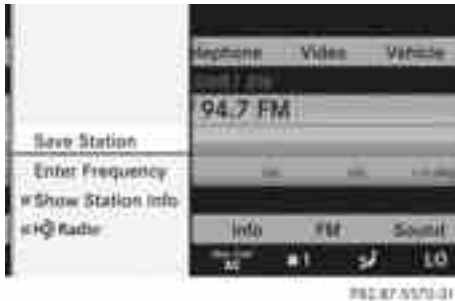 Telephone Video Vehicle
94.7 FM
Save Station
Enter Frequency
Show Station Info
HD Radio
Info FM Sound
AC 1 LO
P82.87-5570-31